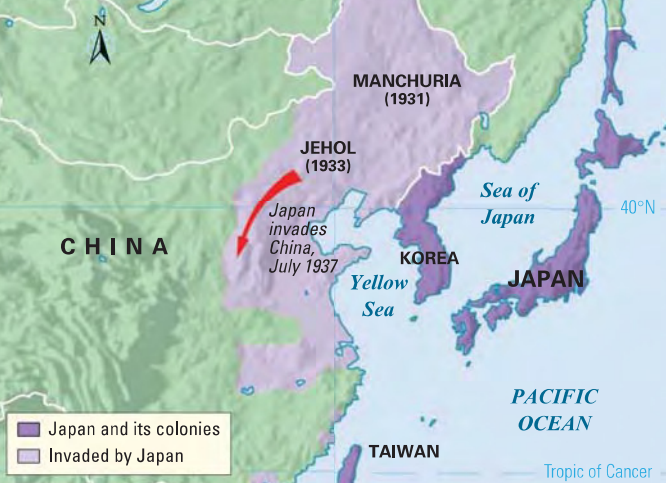 N
MANCHURIA
(1931)
JEHOL
(1933)
Sea of
Japan
40°N
Japan
invades
China,
July 1937
CHINA
KOREA
JAPAN
Yellow
Sea
PACIFIC
OCEAN
Japan and its colonies
Invaded by Japan
TAIWAN
Tropic of Cancer